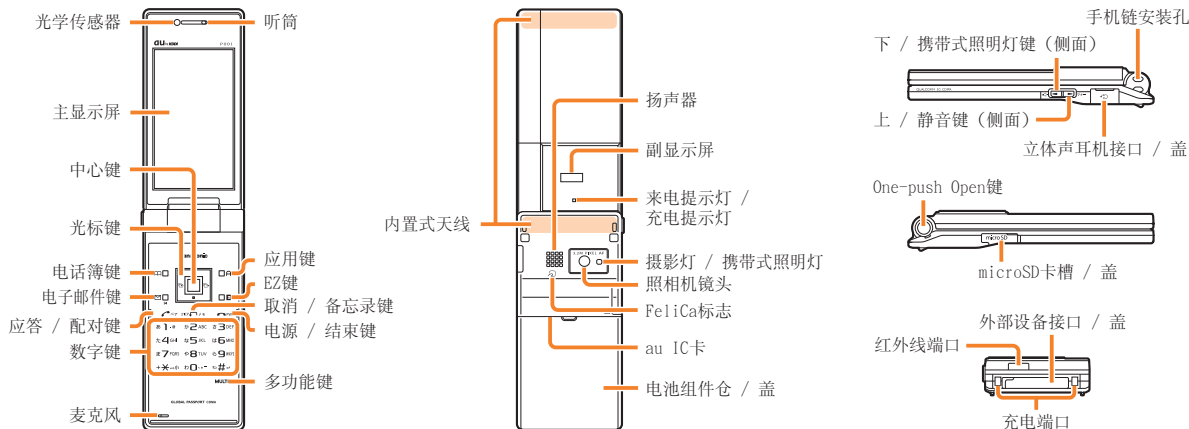 光学传感器
听筒
au by KDDI
P001
主显示屏
中心键
光标键
Panasonic
电话簿键
应用键
电子邮件键
EZ键
取消 / 备忘录键
应答 / 配对键
电源 / 结束键
数字键
多功能键
MULTI
GLOBAL PASSPORT CDMA
麦克风
扬声器
副显示屏
来电提示灯 /
充电提示灯
内置式天线
摄影灯 / 携带式照明灯
照相机镜头
FeliCa标志
au IC卡
电池组件仓 / 盖
手机链安装孔
下 / 携带式照明灯键（侧面）
上 / 静音键（侧面）
立体声耳机接口 / 盖
One-push Open键
microSD
microSD卡槽 / 盖
外部设备接口 / 盖
红外线端口
充电端口